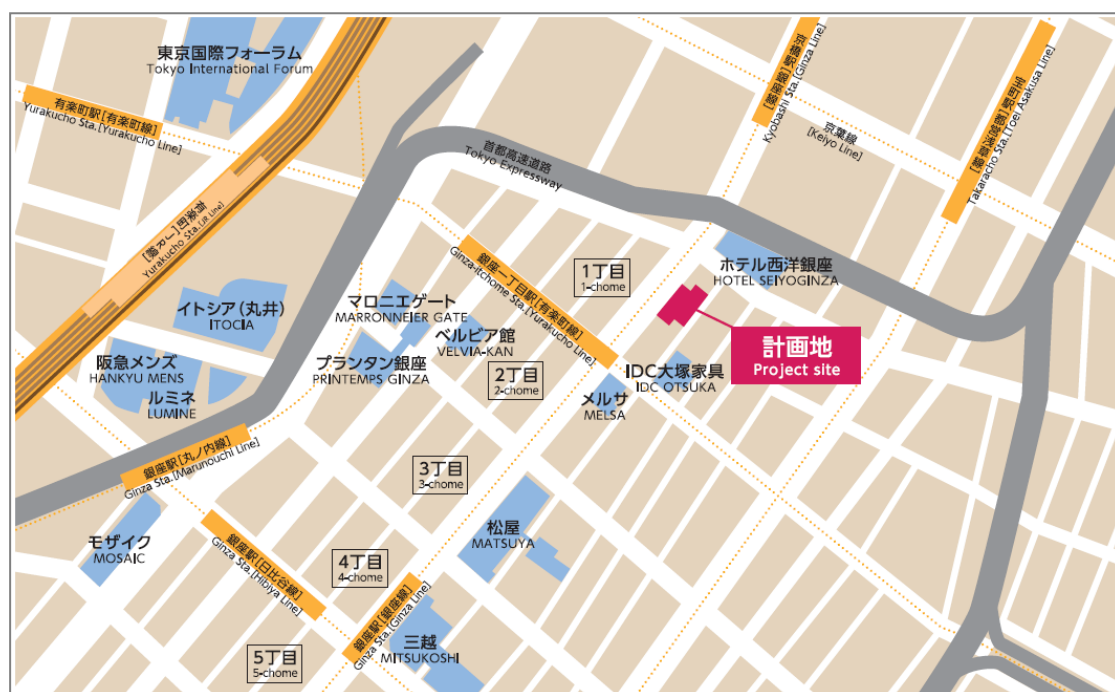 東京国際フォーラム
Tokyo International Forum
有楽町駅[有楽町線]
Yurakucho Sta.[Yurakucho Line]
京橋駅[銀座線]
Kyobashi Sta.[Ginza Line]
宝町駅[都営浅草線]
Takaracho Sta.[Toei Asakusa Line]
京葉線
[Keiyo Line]
首都高速道路
Tokyo Expressway
有楽町[JR線]
Yurakucho Sta.[JR Line]
銀座一丁目駅[有楽町線]
Ginza-itchome Sta.[Yurakucho Line]
1丁目
1-chome
ホテル西洋銀座
HOTEL SEIYOGINZA
イトシア(丸井)
ITOCIA
マロニエゲート
MARRONNEIER GATE
ベルビア館
VELVIA-KAN
計画地
Project site
阪急メンズ
HANKYU MENS
ルミネ
LUMINE
プランタン銀座
PRINTEMPS GINZA
2丁目
2-chome
IDC大塚家具
IDC OTSUKA
メルサ
MELSA
銀座駅[丸ノ内線]
Ginza Sta.[Marunouchi Line]
3丁目
3-chome
松屋
MATSUYA
モザイク
MOSAIC
銀座駅[日比谷線]
Ginza Sta.[Hibiya Line]
4丁目
4-chome
銀座駅[銀座線]
Ginza Sta.[Ginza Line]
三越
MITSUKOSHI
5丁目
5-chome